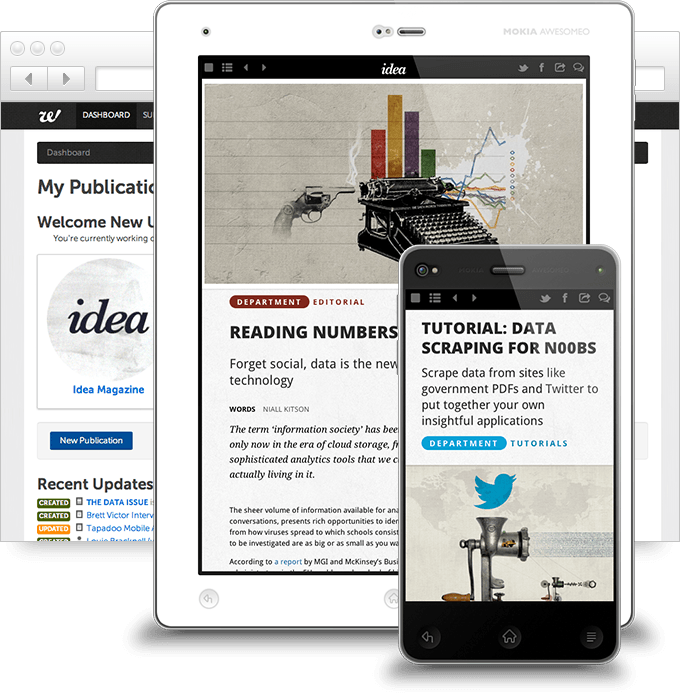 MOKIA AWESOMEO
idea
DASHBOARD SU
Dashboard
My Publicatio
Welcome New U
You're currently working o
idea
Idea Magazine
New Publication
Recent Updates
CREATED THE DATA ISSUE is
CREATED Brett Victor Interv
UPDATED Tapadoo Mobile A
CREATED
DEPARTMENT EDITORIAL
READING NUMBERS
Forget social, data is the new
technology
WORDS NIALL KITSON
The term 'information society' has bee
only now in the era of cloud storage, fr
sophisticated analytics tools that we c
actually living in it.
The sheer volume of information available for ana
conversations, presents rich opportunities to iden
from how viruses spread to which schools consist
to be investigated are as big or as small as you wa
According to a report by MGI and McKinsey's Busi
TUTORIAL: DATA
SCRAPING FOR N00BS
Scrape data from sites like
government PDFs and Twitter to
put together your own
insightful applications
DEPARTMENT TUTORIALS